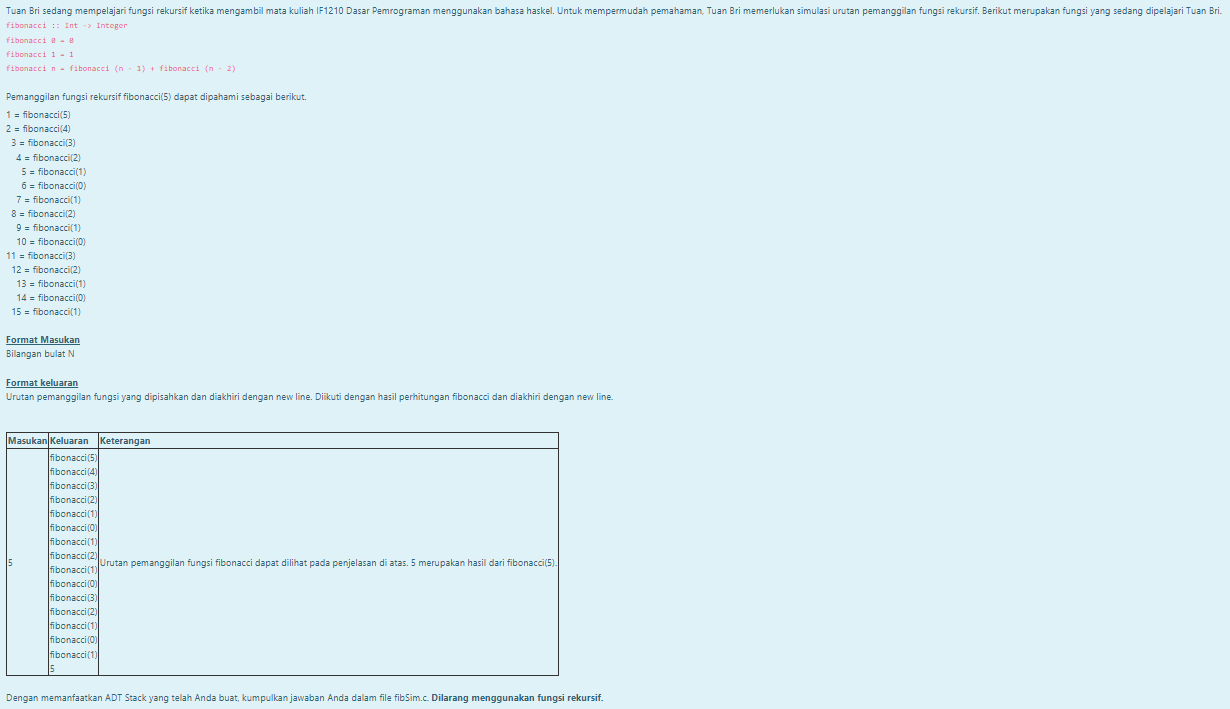 Tuan Bri sedang mempelajari fungsi rekursif ketika mengambil mata kuliah IF1210 Dasar Pemrograman menggunakan bahasa haskel. Untuk mempermudah pemahaman, Tuan Bri memerlukan simulasi urutan pemanggilan fungsi rekursif. Berikut merupakan fungsi yang sedang dipelajari Tuan Bri.
fibonacci :: Int -> Integer
fibonacci 0 = 0
fibonacci 1 = 1
fibonacci n = fibonacci (n - 1) + fibonacci (n - 2)
Pemanggilan fungsi rekursif fibonacci(5) dapat dipahami sebagai berikut.
1 = fibonacci(5)
2 = fibonacci(4)
3 = fibonacci(3)
4 = fibonacci(2)
5 = fibonacci(1)
6 = fibonacci(0)
7 = fibonacci(1)
8 = fibonacci(2)
9 = fibonacci(1)
10 = fibonacci(0)
11 = fibonacci(3)
12 = fibonacci(2)
13 = fibonacci(1)
14 = fibonacci(0)
15 = fibonacci(1)
Format Masukan
Bilangan bulat N
Format keluaran
Urutan pemanggilan fungsi yang dipisahkan dan diakhiri dengan new line. Diikuti dengan hasil perhitungan fibonacci dan diakhiri dengan new line.
Masukan Keluaran Keterangan
5
fibonacci(5)
fibonacci(4)
fibonacci(3)
fibonacci(2)
fibonacci(1)
fibonacci(0)
fibonacci(1)
fibonacci(2)
fibonacci(1)
fibonacci(0)
fibonacci(3)
fibonacci(2)
fibonacci(1)
fibonacci(0)
fibonacci(1)
5
Urutan pemanggilan fungsi fibonacci dapat dilihat pada penjelasan di atas. 5 merupakan hasil dari fibonacci(5).
Dengan memanfaatkan ADT Stack yang telah Anda buat, kumpulkan jawaban Anda dalam file fibSim.c. Dilarang menggunakan fungsi rekursif.